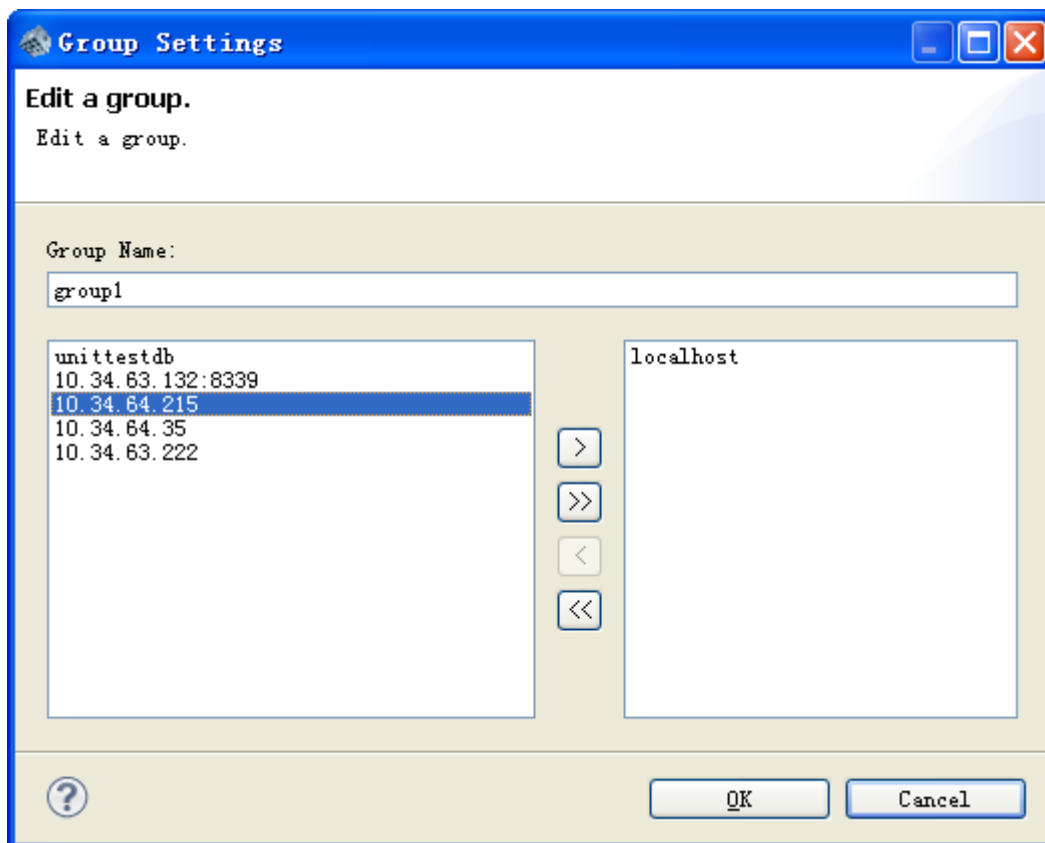 Group Settings
Edit a group.
Edit a group.
Group Name:
group1
unittestdb
10.34.63.132:8339
10.34.64.215
10.34.64.35
10.34.63.222
>
>>
<
<<
localhost
?
OK
Cancel